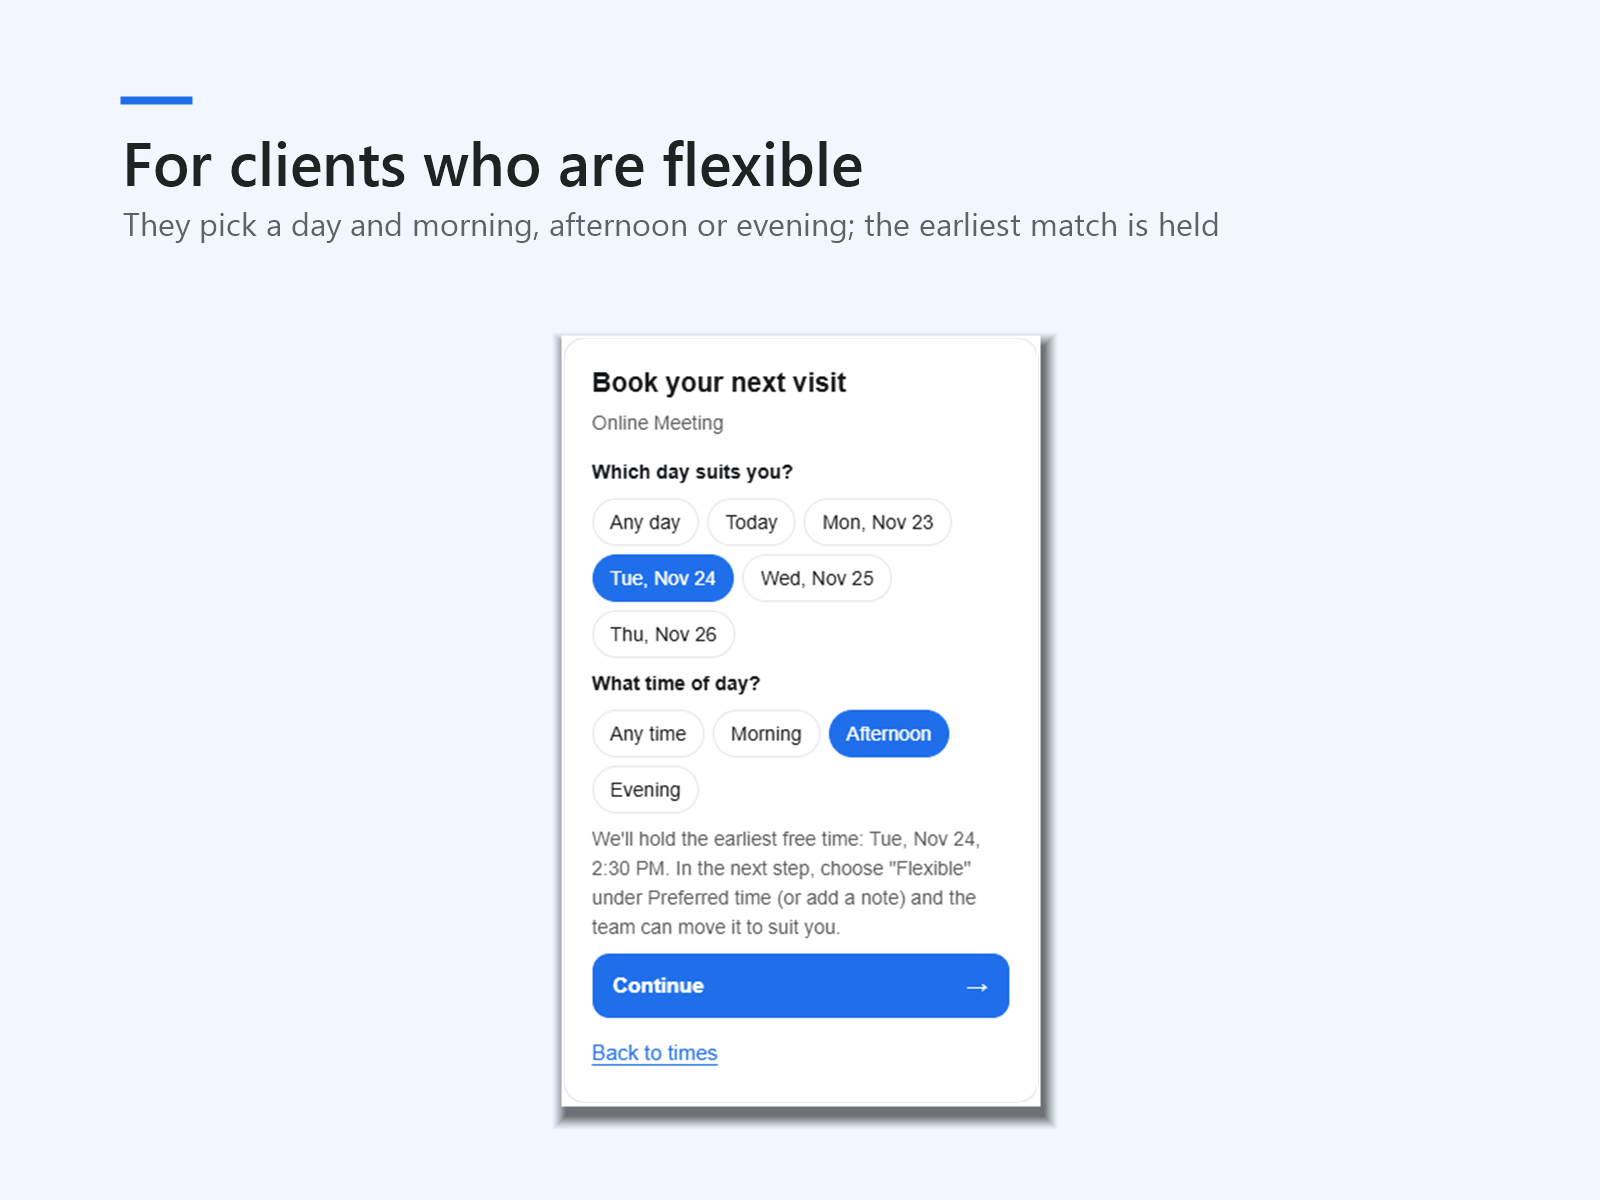 For clients who are flexible
They pick a day and morning, afternoon or evening; the earliest match is held
Book your next visit
Online Meeting
Which day suits you?
Any day Today Mon, Nov 23
Tue, Nov 24 Wed, Nov 25
Thu, Nov 26
What time of day?
Any time Morning Afternoon
Evening
We'll hold the earliest free time: Tue, Nov 24,
2:30 PM. In the next step, choose "Flexible"
under Preferred time (or add a note) and the
team can move it to suit you.
Continue →
Back to times